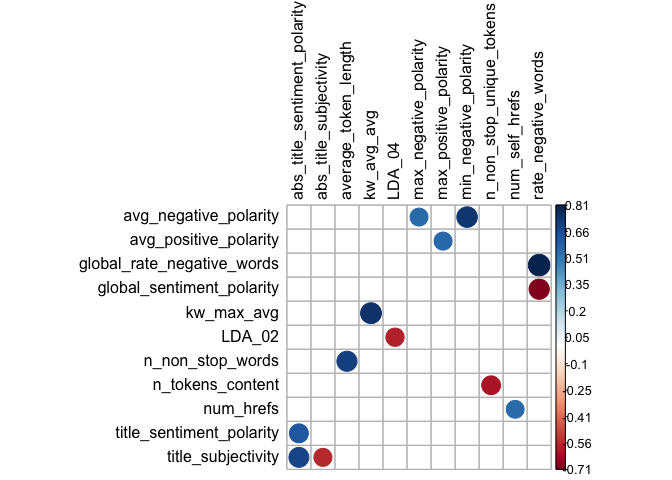 abs_title_sentiment_polarity
abs_title_subjectivity
average_token_length
kw_avg_avg
LDA_04
max_negative_polarity
max_positive_polarity
min_negative_polarity
n_non_stop_unique_tokens
num_self_hrefs
rate_negative_words
avg_negative_polarity
avg_positive_polarity
global_rate_negative_words
global_sentiment_polarity
kw_max_avg
LDA_02
n_non_stop_words
n_tokens_content
num_hrefs
title_sentiment_polarity
title_subjectivity
0.81
0.66
0.51
0.35
0.2
0.05
-0.1
-0.25
-0.41
-0.56
-0.71